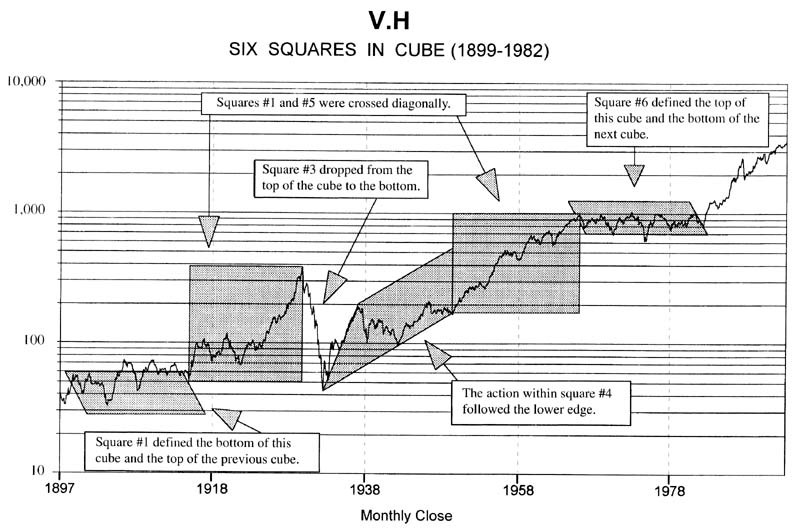 V.H
SIX SQUARES IN CUBE (1899-1982)
10,000
Squares #1 and #5 were crossed diagonally.
Square #6 defined the top of
this cube and the bottom of the
next cube.
Square #3 dropped from the
top of the cube to the bottom.
1,000
100
The action within square #4
followed the lower edge.
Square #1 defined the bottom of this
cube and the top of the previous cube.
10
1897
1918
1938
1958
1978
Monthly Close